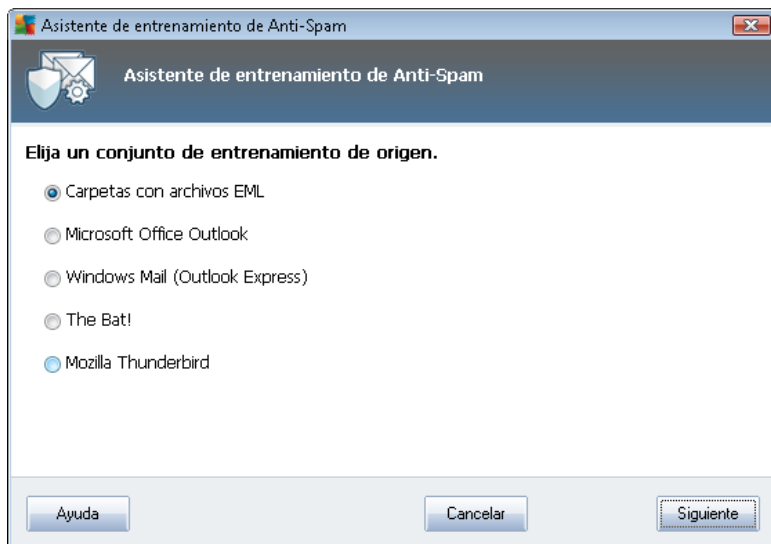 Asistente de entrenamiento de Anti-Spam
Asistente de entrenamiento de Anti-Spam
Elija un conjunto de entrenamiento de origen.
Carpetas con archivos EML
Microsoft Office Outlook
Windows Mail (Outlook Express)
The Bat!
Mozilla Thunderbird
Ayuda
Cancelar
Siguiente